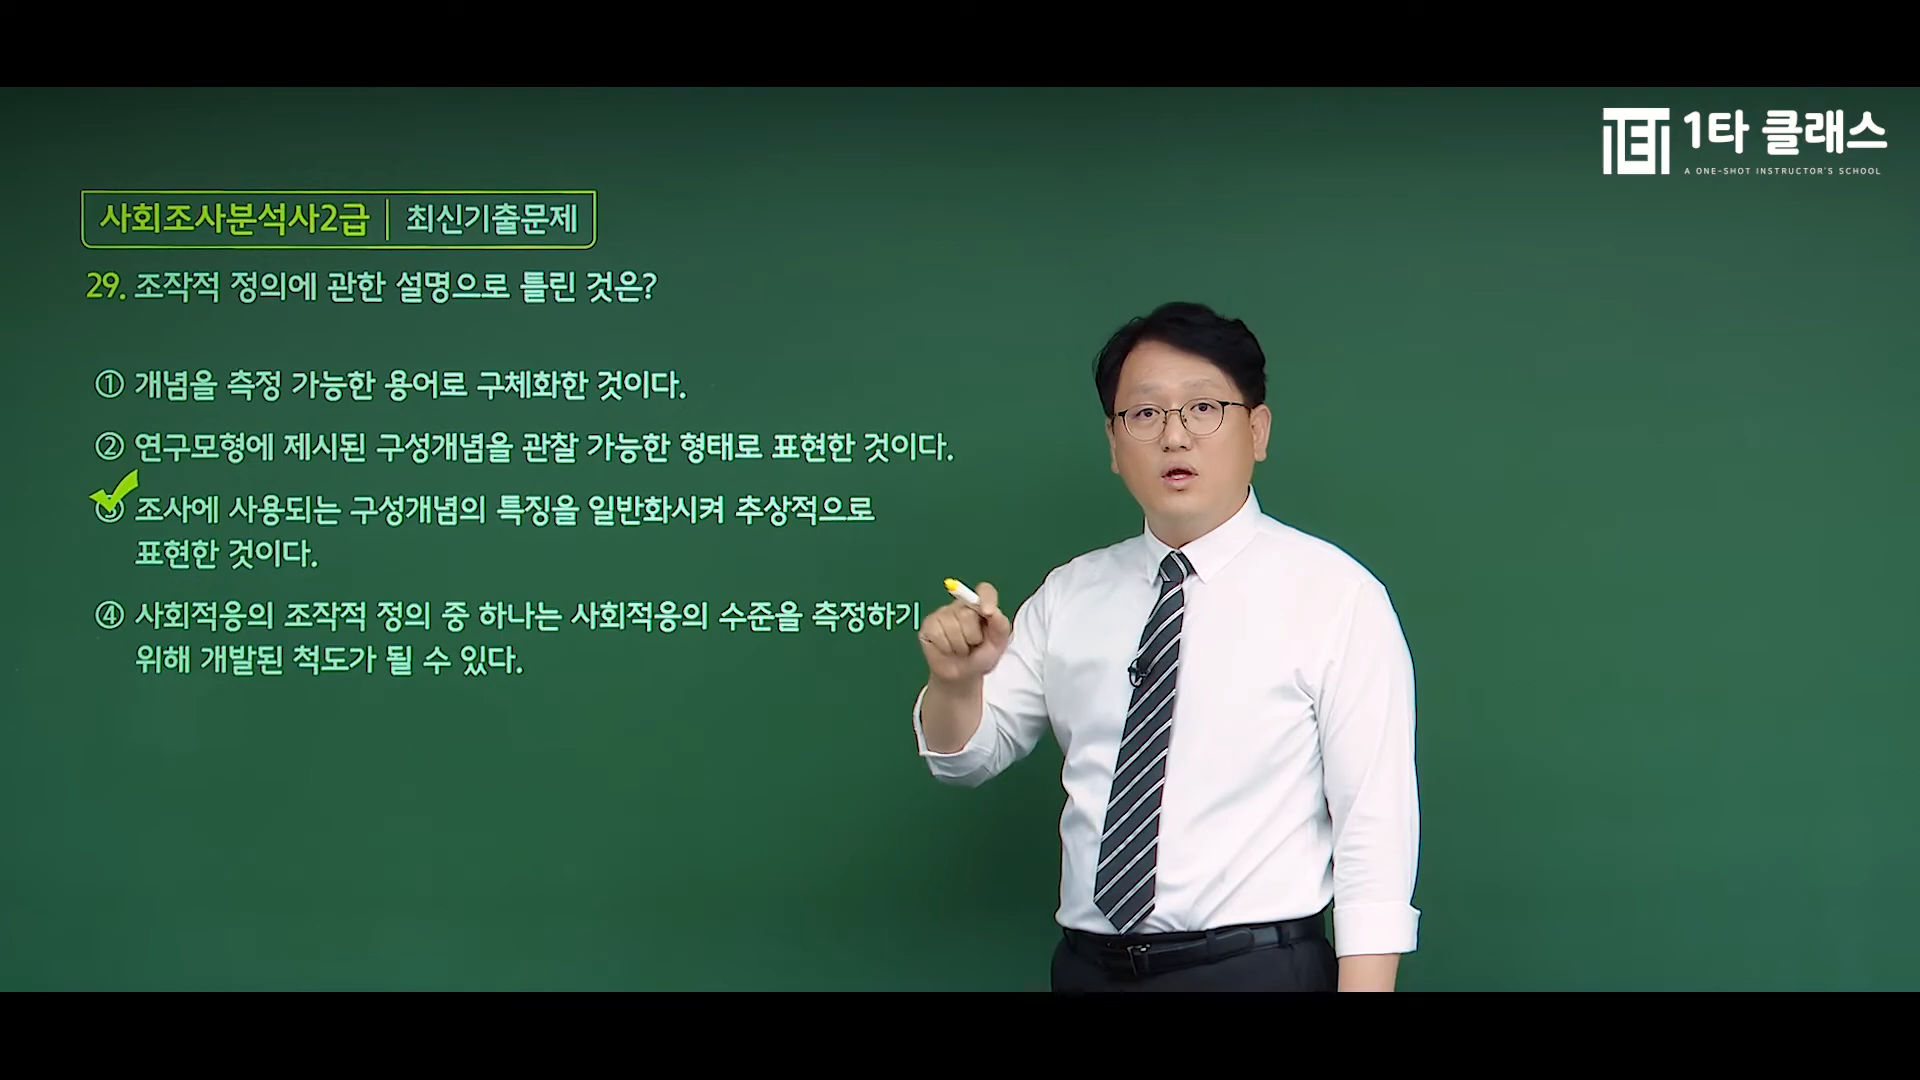 1타 클래스
A ONE-SHOT INSTRUCTOR'S SCHOOL
사회조사분석사2급 | 최신기출문제
29. 조작적 정의에 관한 설명으로 틀린 것은?
① 개념을 측정 가능한 용어로 구체화한 것이다.
② 연구모형에 제시된 구성개념을 관찰 가능한 형태로 표현한 것이다.
③ 조사에 사용되는 구성개념의 특징을 일반화시켜 추상적으로
표현한 것이다.
④ 사회적응의 조작적 정의 중 하나는 사회적응의 수준을 측정하기
위해 개발된 척도가 될 수 있다.